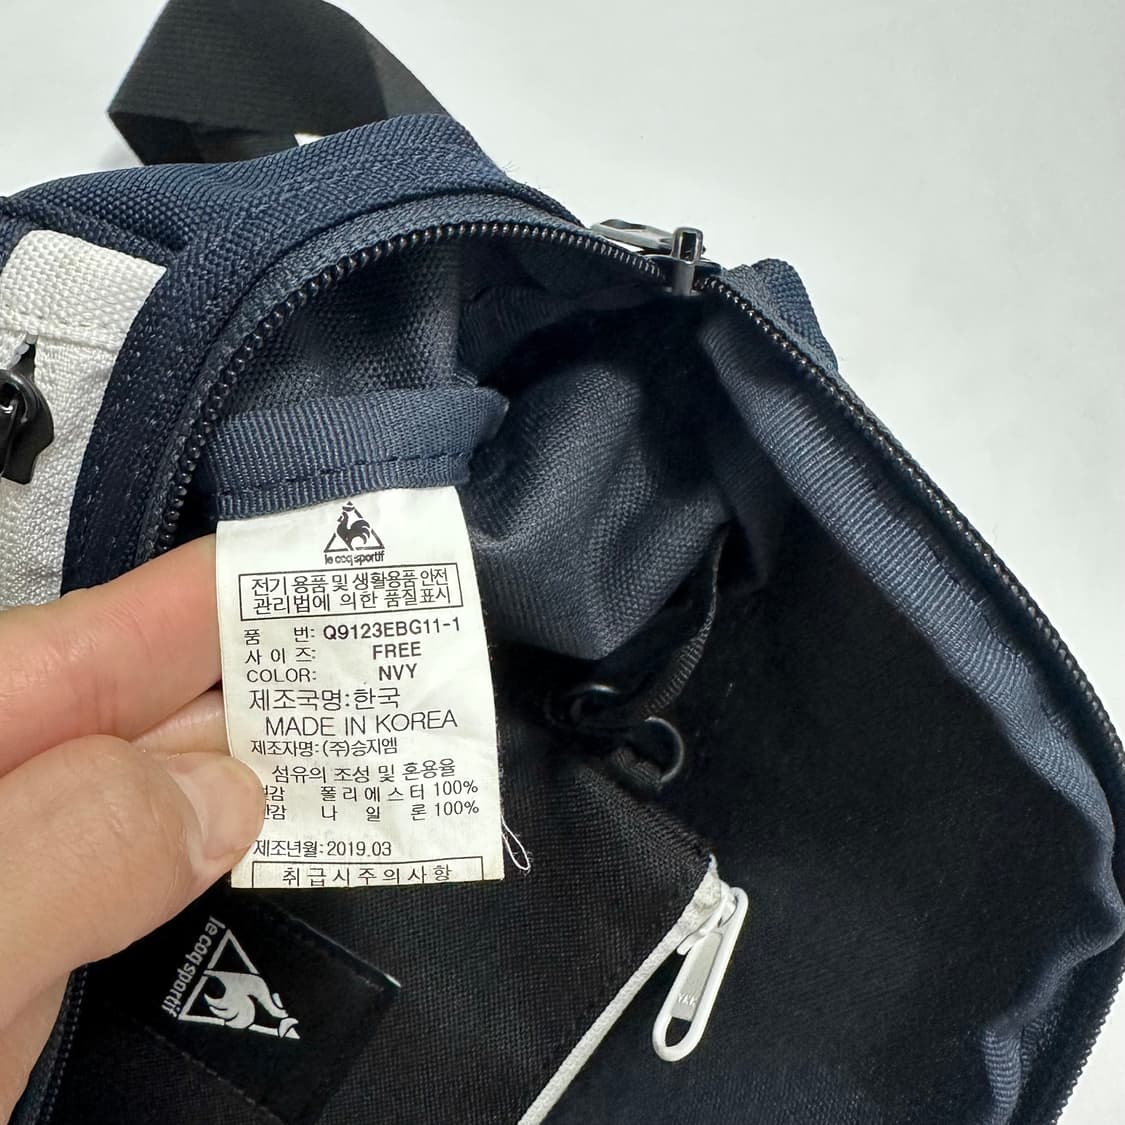 le coq sportif
전기 용품 및 생활용품 안전
관리법에 의한 품질표시
품 번: Q9123EBG11-1
사 이 즈: FREE
COLOR: NVY
제조국명:한국
MADE IN KOREA
제조자명:(주)승지앰
섬유의 조성 및 혼용율
감 폴 리 에 스 터 100%
감 나 일 론 100%
제조년월:2019.03
취 급 시 주 의 사 항
le coq sportif
YKK